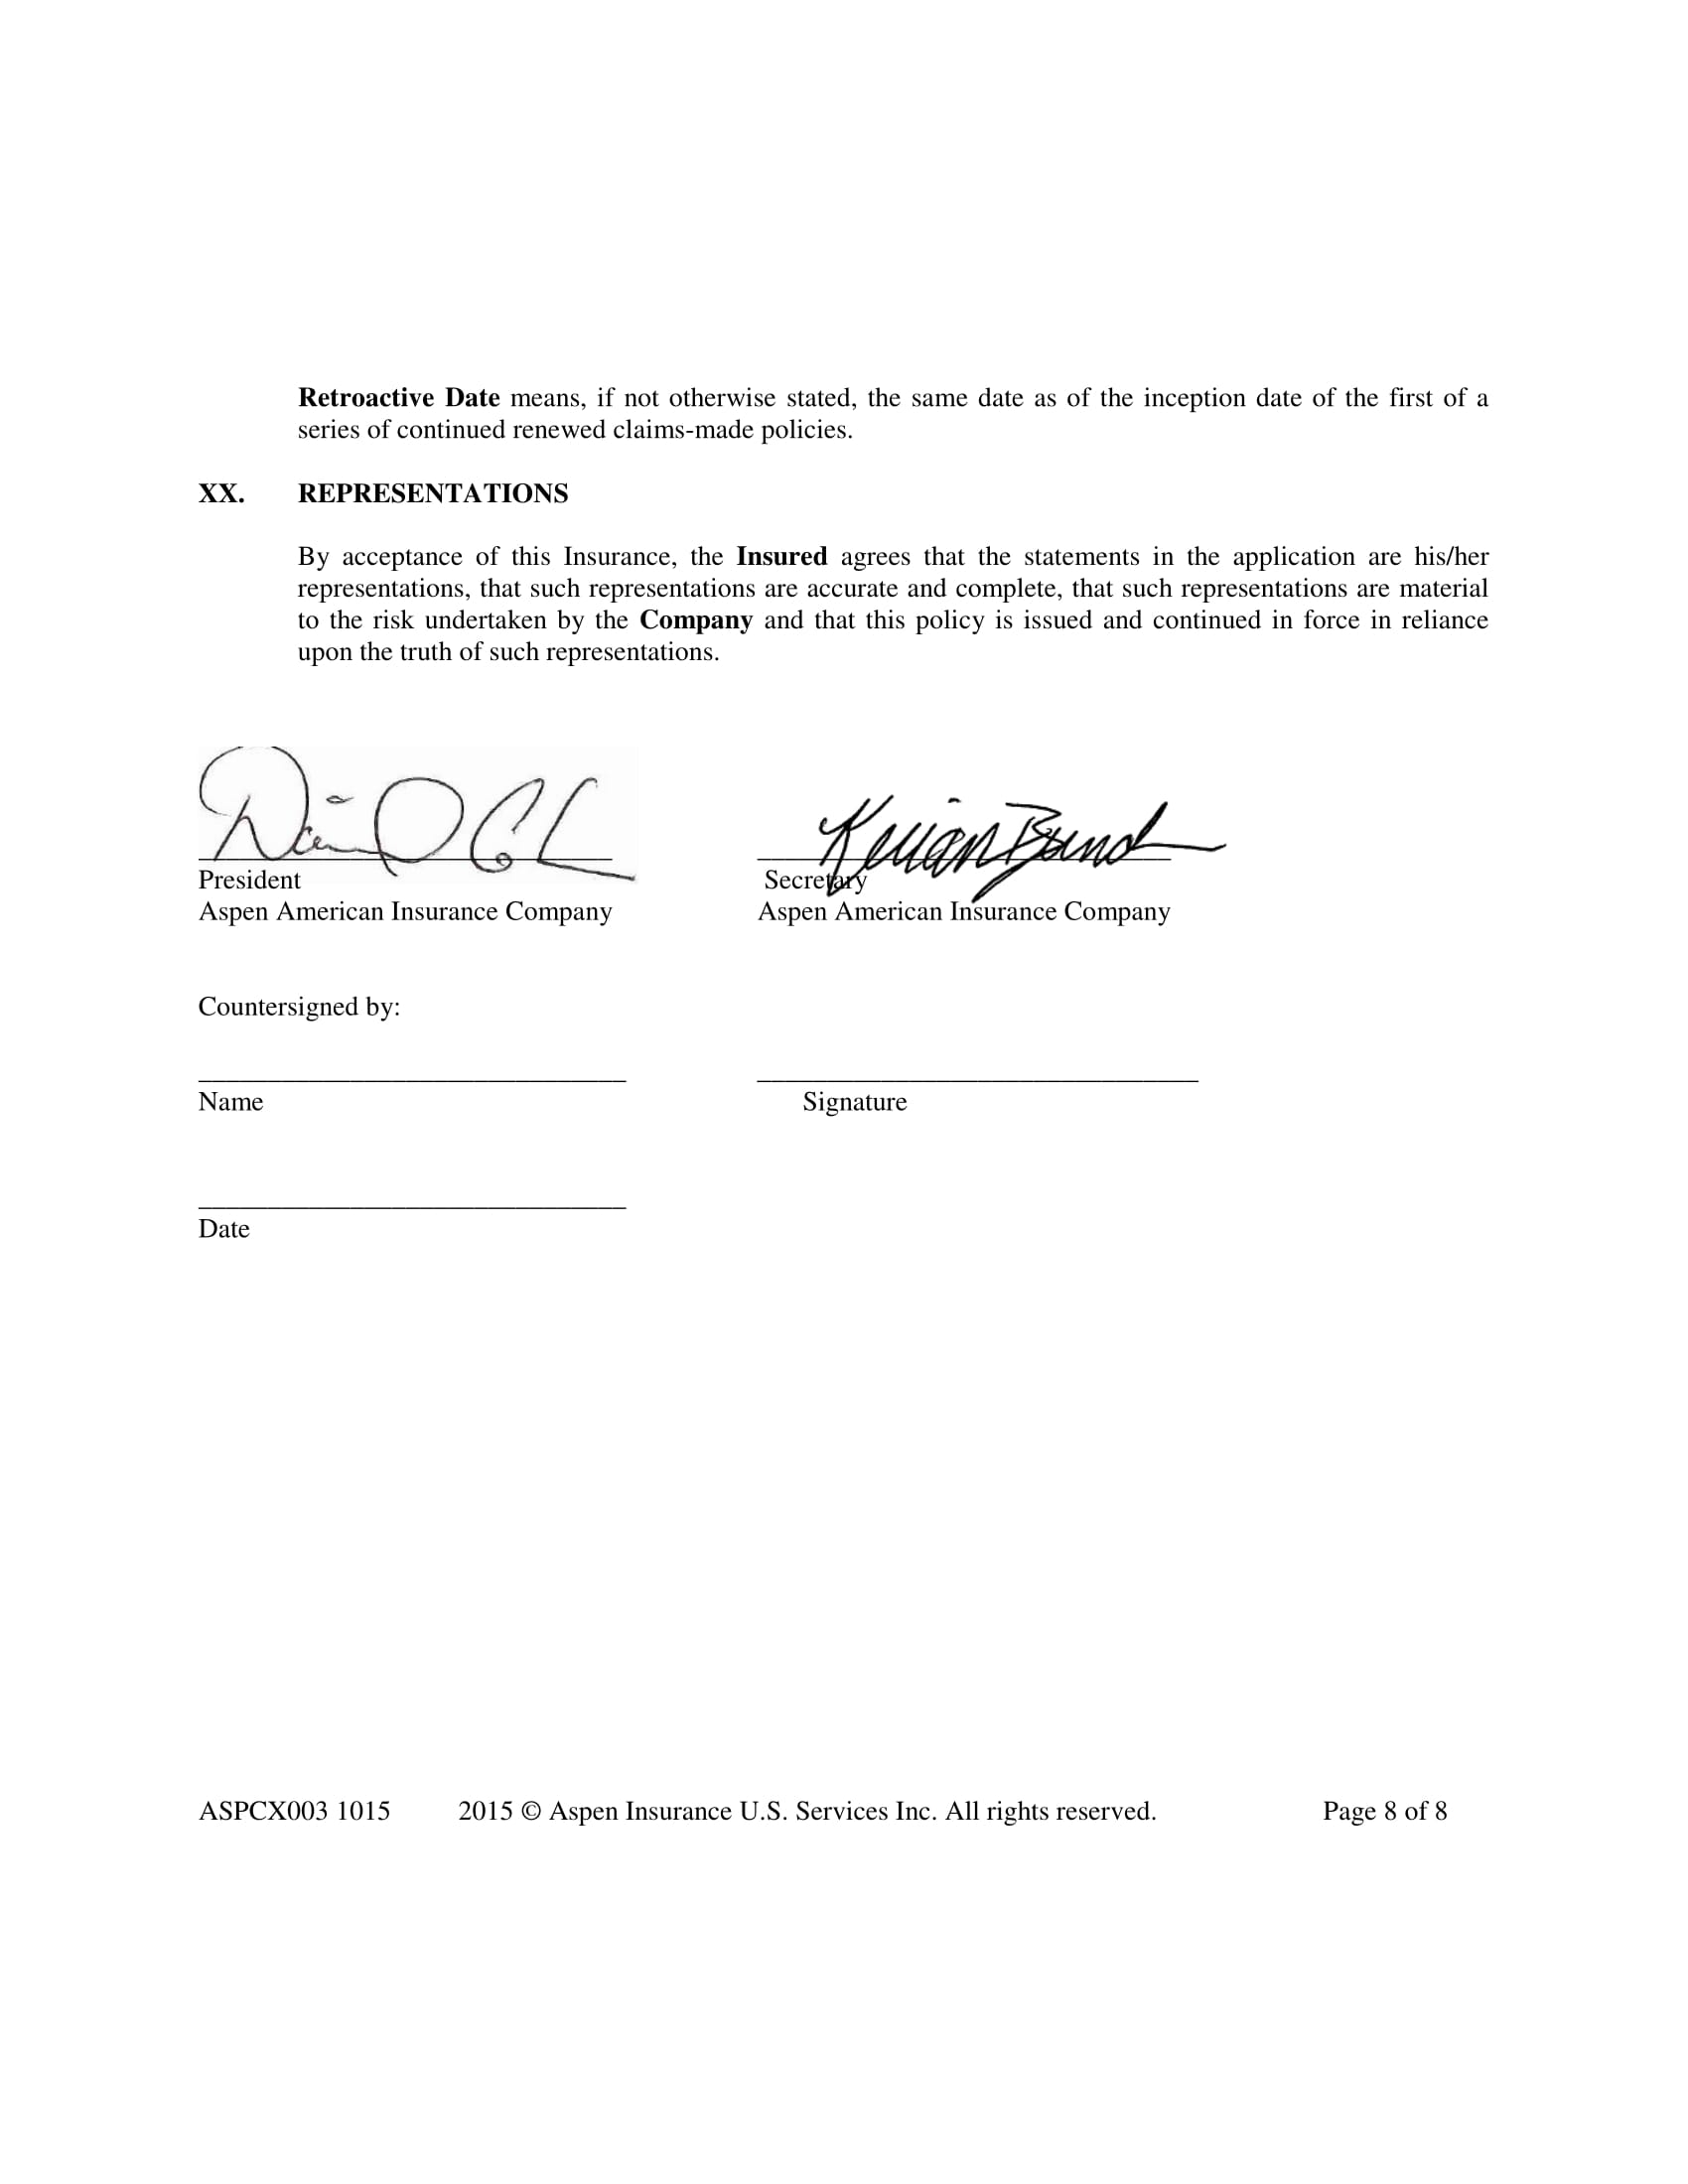 Retroactive Date means, if not otherwise stated, the same date as of the inception date of the first of a
series of continued renewed claims-made policies.
XX. REPRESENTATIONS
By acceptance of this Insurance, the Insured agrees that the statements in the application are his/her
representations, that such representations are accurate and complete, that such representations are material
to the risk undertaken by the Company and that this policy is issued and continued in force in reliance
upon the truth of such representations.
President Secretary
Aspen American Insurance Company Aspen American Insurance Company
Countersigned by:
Name Signature
Date
ASPCX003 1015 2015 © Aspen Insurance U.S. Services Inc. All rights reserved. Page 8 of 8